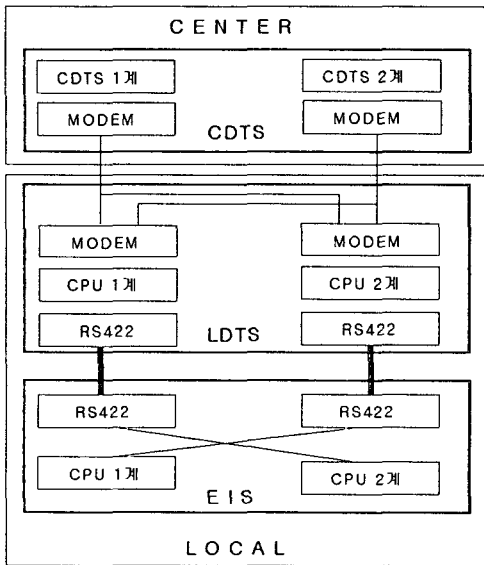 CENTER
CDTS 1계
CDTS 2계
MODEM
MODEM
CDTS
MODEM
MODEM
CPU 1계
CPU 2계
RS422
RS422
LDTS
RS422
RS422
CPU 1계
CPU 2계
EIS
LOCAL